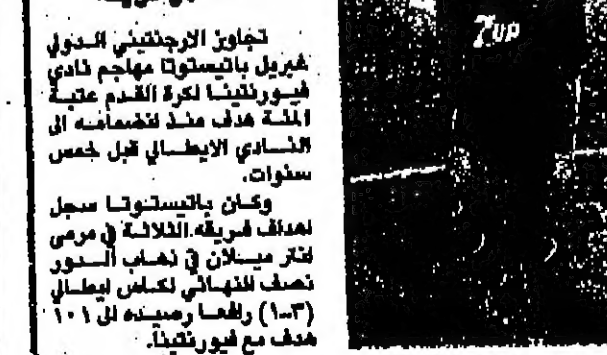 تجاوز الارجنتيني الدولي
غبريل باتيستوتا مهاجم نادي
فيورنتينا لكرة القدم عتبة
المئة هدف منذ انضمامه الى
النادي الايطالي قبل خمس
سنوات.
وكان باتيستوتا سجل
اهداف فريقه الثلاثة في مرمى
انتر ميلان في ذهاب الدور
نصف النهائي لكاس ايطاليا
(٣-١) رافعا رصيده الى ١٠١
هدف مع فيورنتينا.
7up